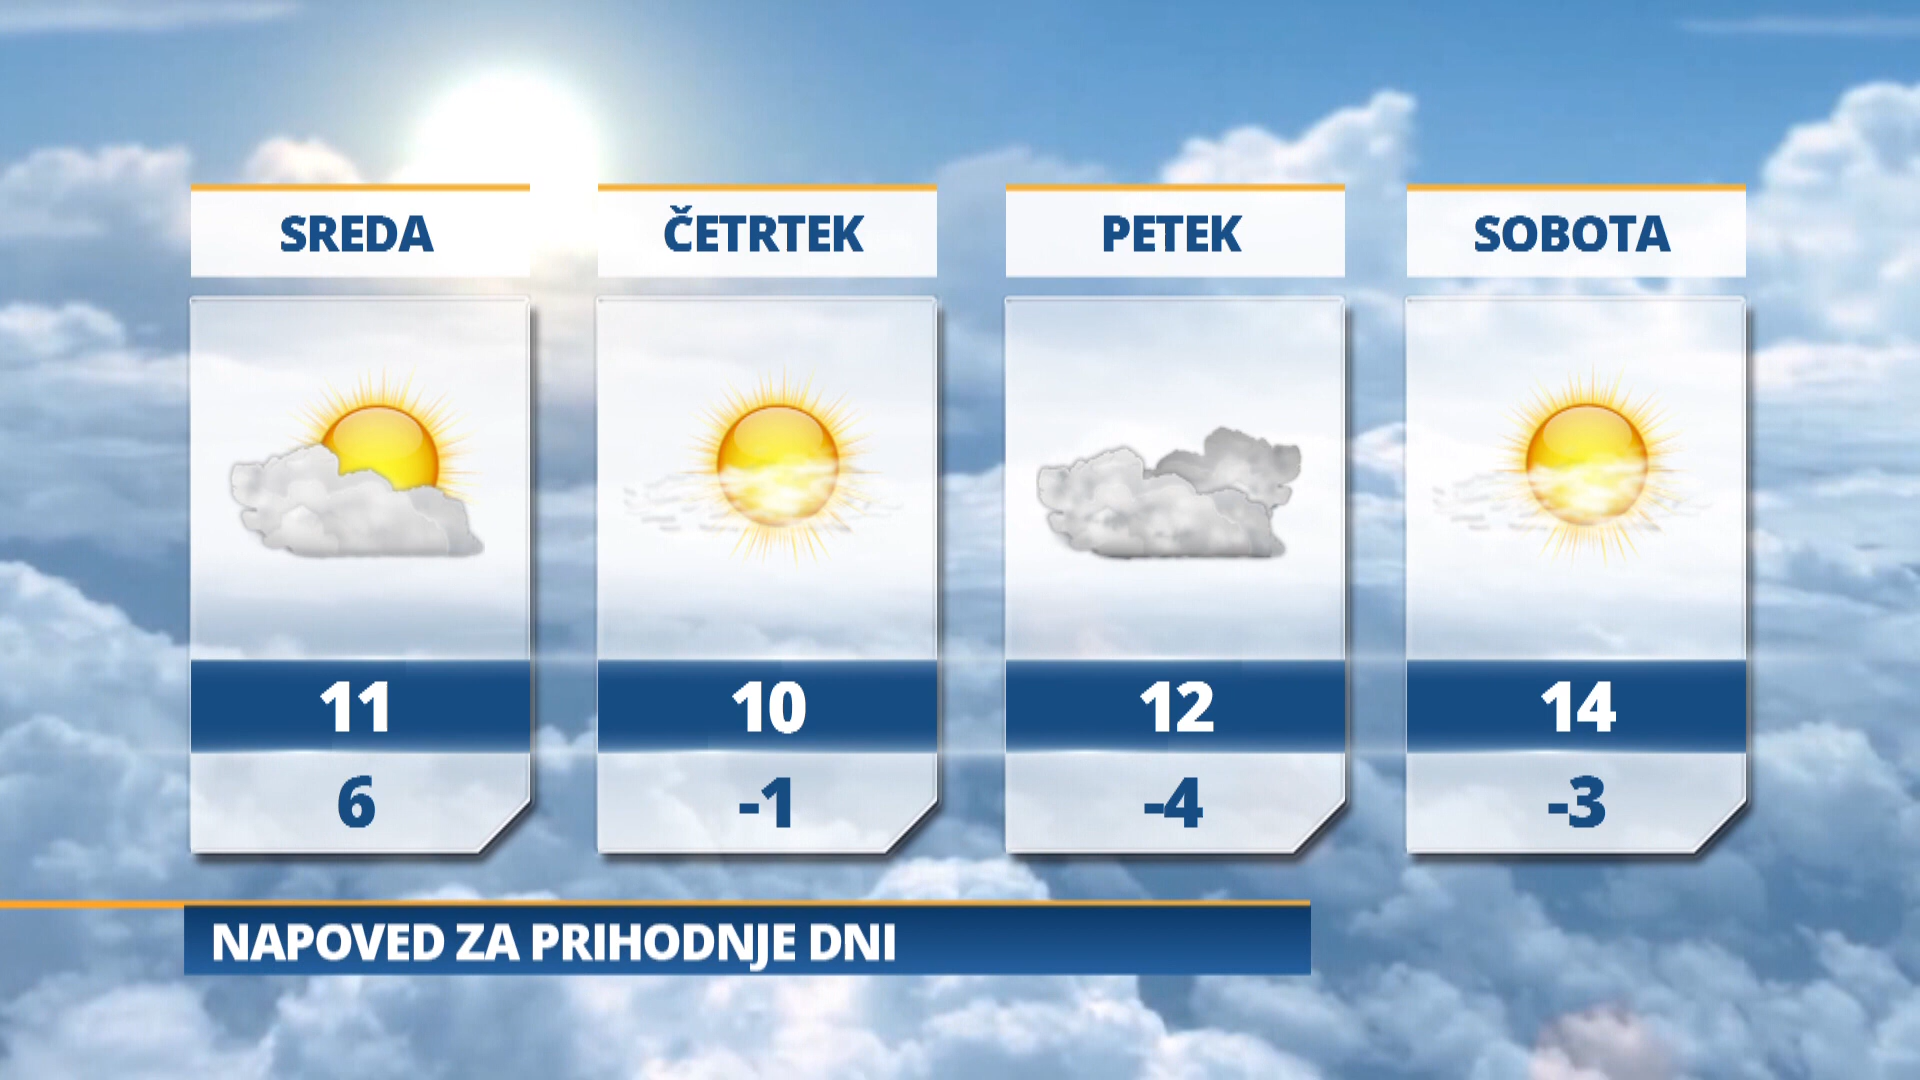 SREDA
ČETRTEK
PETEK
SOBOTA
11
10
12
14
6
-1
-4
-3
NAPOVED ZA PRIHODNJE DNI